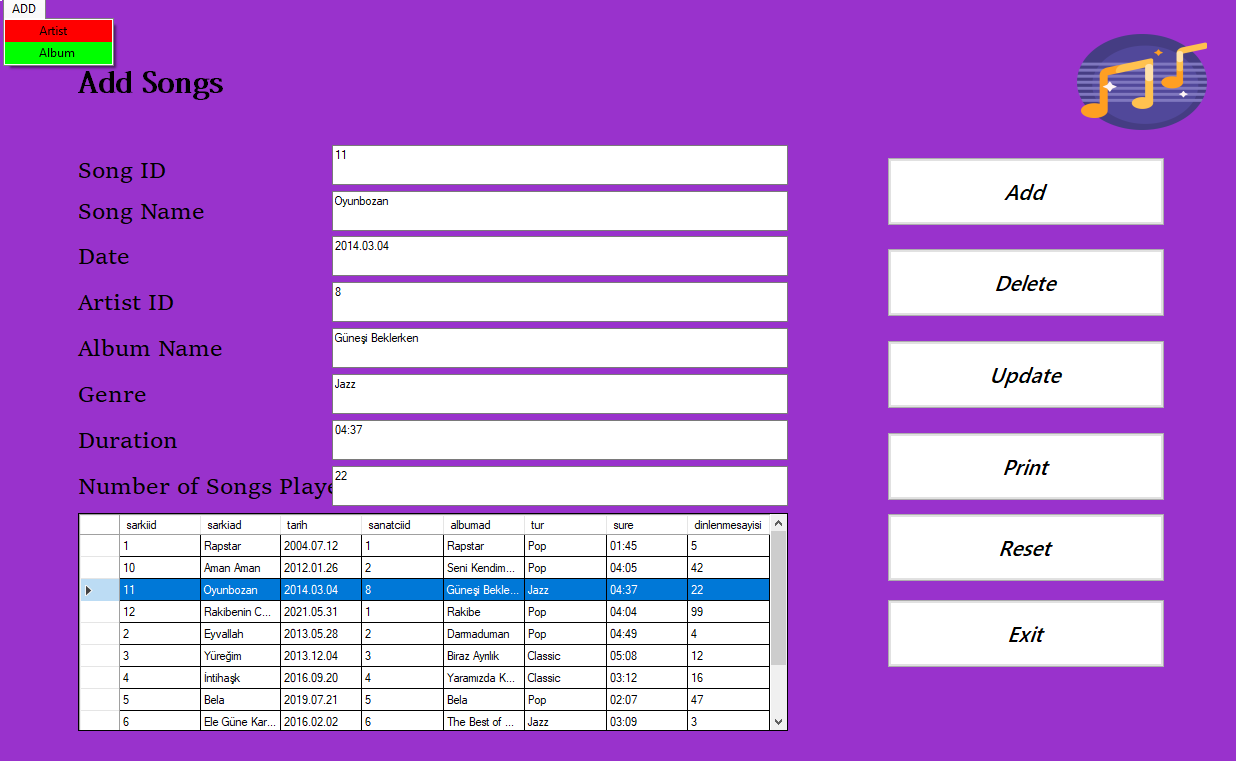 ADD
Artist
Album
Add Songs
Song ID 11
Song Name Oyunbozan
Date 2014.03.04
Artist ID 8
Album Name Güneşi Beklerken
Genre Jazz
Duration 04:37
Number of Songs Playe 22
Add
Delete
Update
Print
Reset
Exit
sarkiid sarkiad tarih sanatciid albumad tur sure dinlenmesayisi
1 Rapstar 2004.07.12 1 Rapstar Pop 01:45 5
10 Aman Aman 2012.01.26 2 Seni Kendim... Pop 04:05 42
11 Oyunbozan 2014.03.04 8 Güneşi Bekle... Jazz 04:37 22
12 Rakibenin C... 2021.05.31 1 Rakibe Pop 04:04 99
2 Eyvallah 2013.05.28 2 Darmaduman Pop 04:49 4
3 Yüreğim 2013.12.04 3 Biraz Ayrılık Classic 05:08 12
4 İntihaşk 2016.09.20 4 Yaramızda K... Classic 03:12 16
5 Bela 2019.07.21 5 Bela Pop 02:07 47
6 Ele Güne Kar... 2016.02.02 6 The Best of ... Jazz 03:09 3